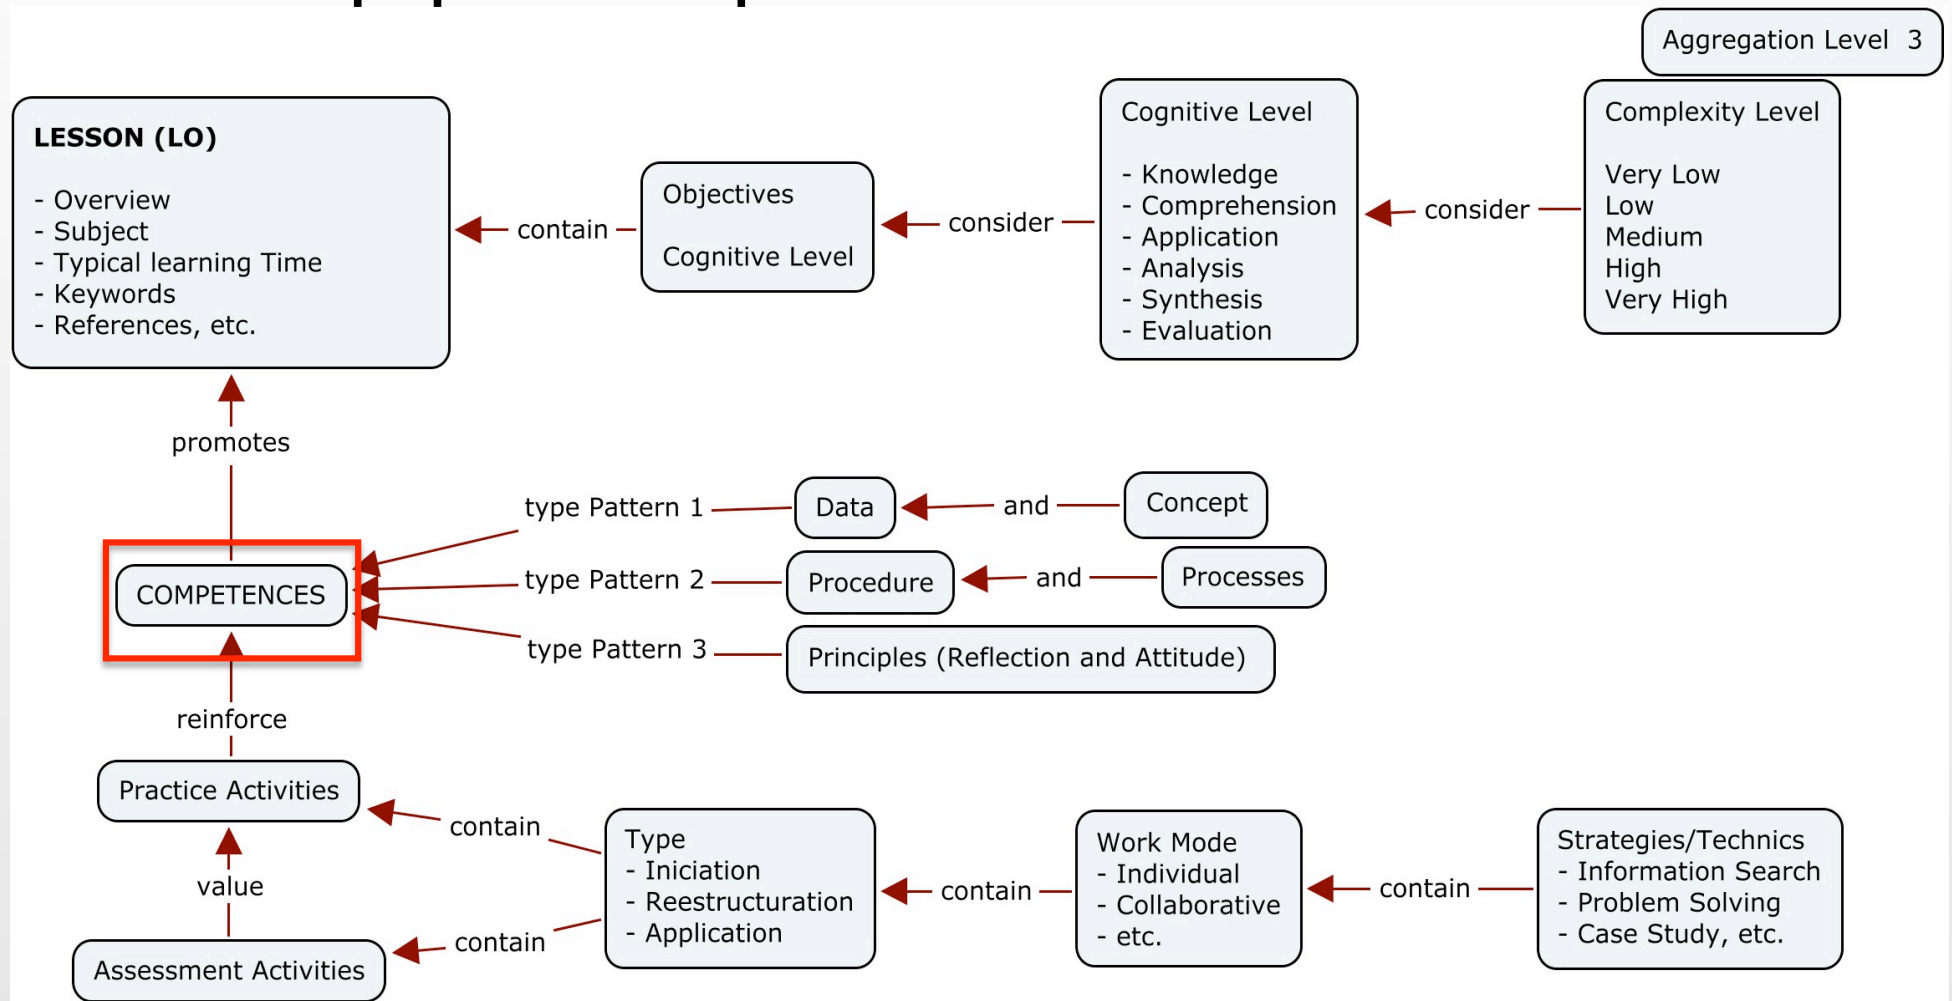 Aggregation Level 3
LESSON (LO)
- Overview
- Subject
- Typical learning Time
- Keywords
- References, etc.
contain
Objectives
Cognitive Level
consider
Cognitive Level
- Knowledge
- Comprehension
- Application
- Analysis
- Synthesis
- Evaluation
consider
Complexity Level
Very Low
Low
Medium
High
Very High
promotes
COMPETENCES
type Pattern 1
Data
and
Concept
type Pattern 2
Procedure
and
Processes
type Pattern 3
Principles (Reflection and Attitude)
reinforce
Practice Activities
value
Assessment Activities
contain
contain
Type
- Iniciation
- Reestructuration
- Application
contain
Work Mode
- Individual
- Collaborative
- etc.
contain
Strategies/Technics
- Information Search
- Problem Solving
- Case Study, etc.